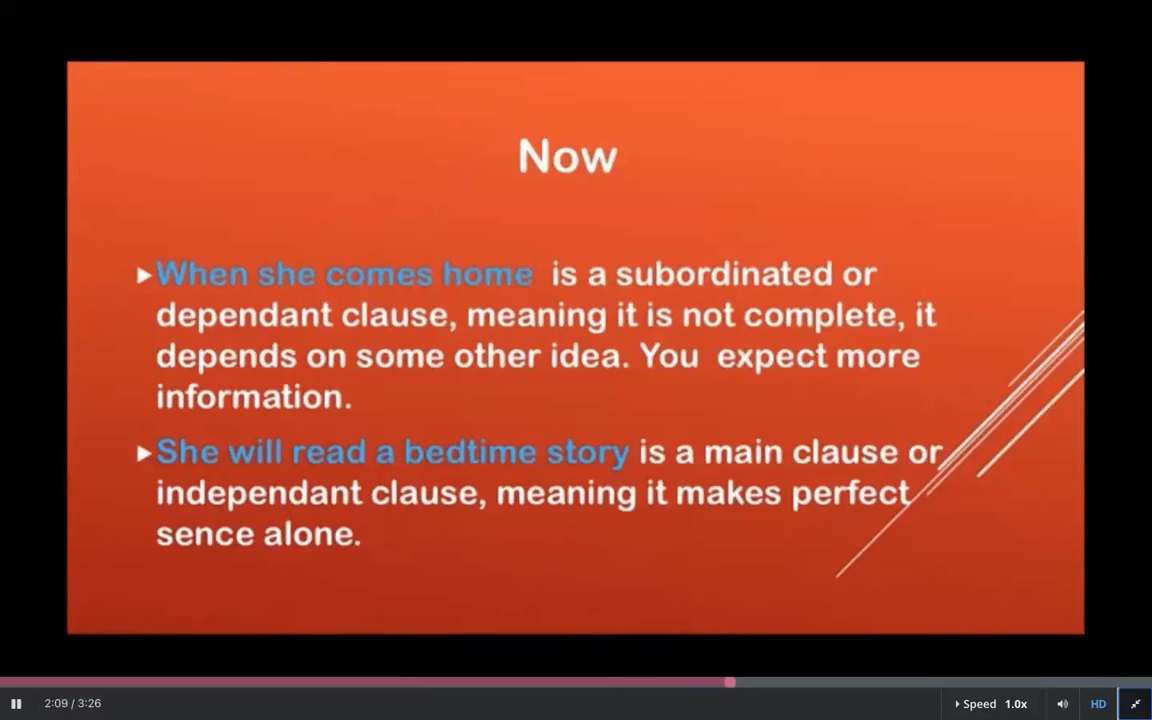 Now
When she comes home is a subordinated or
dependant clause, meaning it is not complete, it
depends on some other idea. You expect more
information.
She will read a bedtime story is a main clause or
independant clause, meaning it makes perfect
sence alone.
2:09 / 3:26
Speed 1.0x
HD